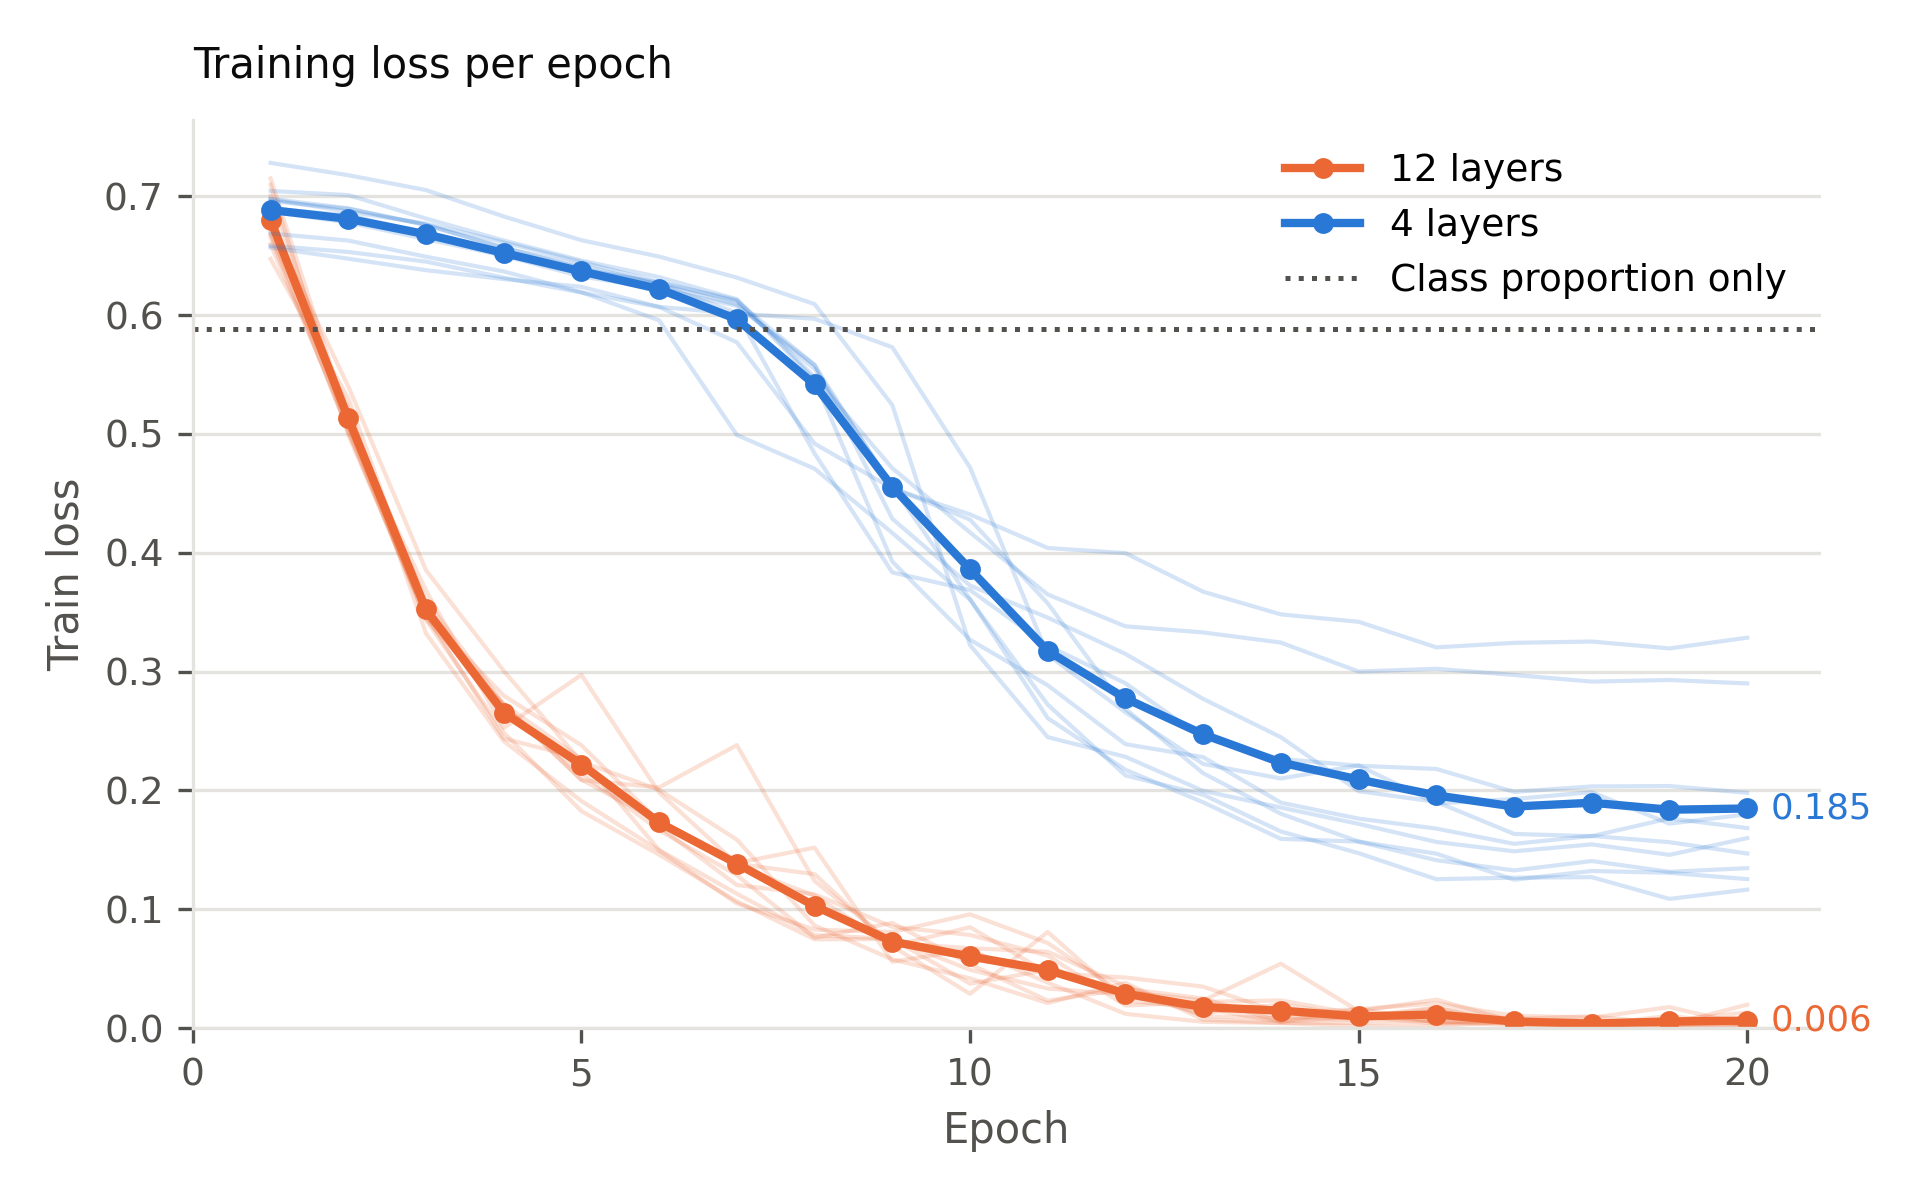 Training loss per epoch
12 layers
4 layers
Class proportion only
0.7
0.6
0.5
0.4
0.3
0.2
0.1
0.0
Train loss
0.185
0.006
0
5
10
15
20
Epoch